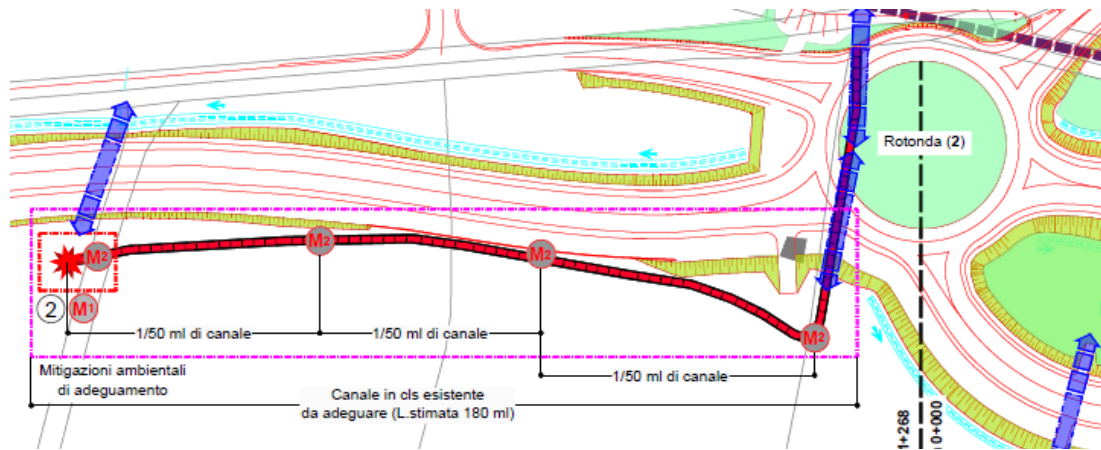 Rotonda (2)
M2
M2
M2
2
M1
M2
1/50 ml di canale
1/50 ml di canale
1/50 ml di canale
Mitigazioni ambientali
di adeguamento
Canale in cls esistente
da adeguare (L.stimata 180 ml)
1+268
0+000